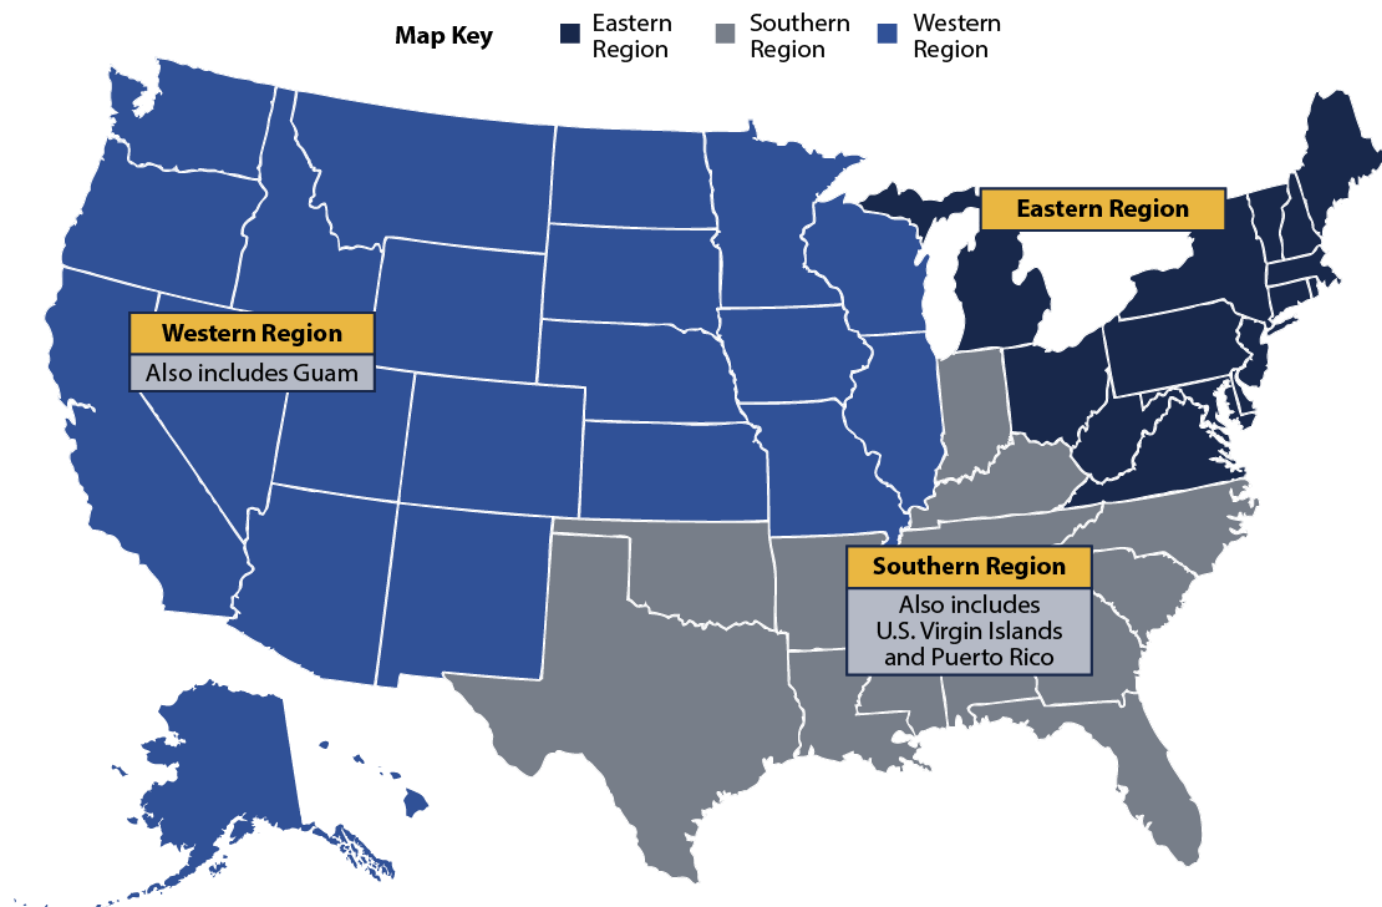 Map Key
Eastern
Region
Southern
Region
Western
Region
Eastern Region
Western Region
Also includes Guam
Southern Region
Also includes
U.S. Virgin Islands
and Puerto Rico